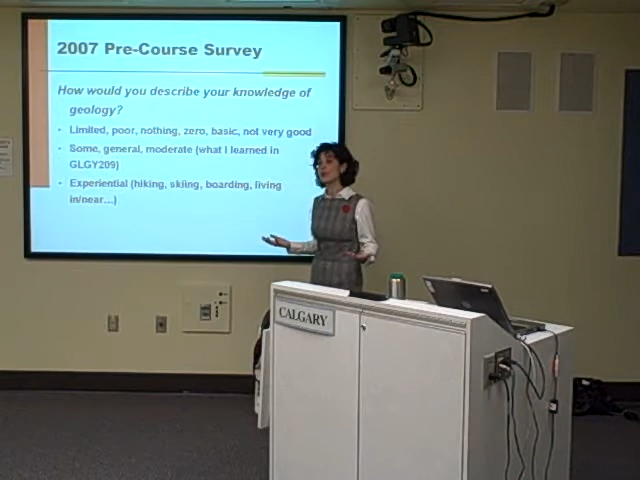 2007 Pre-Course Survey
How would you describe your knowledge of
geology?
• Limited, poor, nothing, zero, basic, not very good
• Some, general, moderate (what I learned in
GLGY209)
• Experiential (hiking, skiing, boarding, living
in/near...)
CALGARY